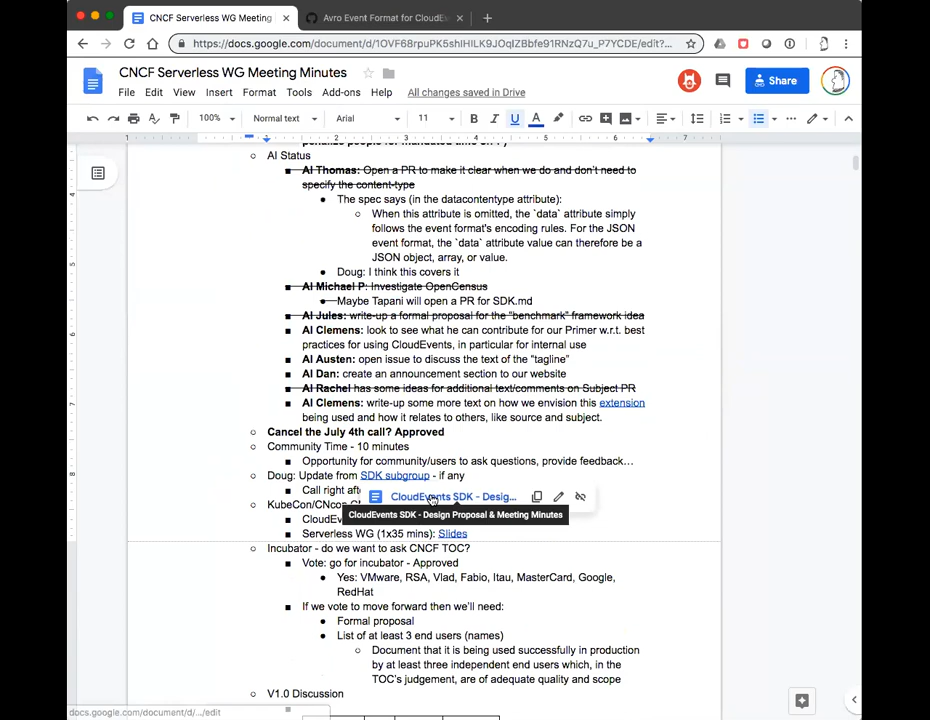 CNCF Serverless WG Meeting
Avro Event Format for CloudEv
https://docs.google.com/document/d/1OVF68rpuPK5shIHILK9JOqIZBbfe91RNzQ7u_P7YCDE/edit?...
CNCF Serverless WG Meeting Minutes
Share
File Edit View Insert Format Tools Add-ons Help All changes saved in Drive
100% Normal text Arial 11 B I U A
1 1 2 3 4 5 6 7
AI Status
AI Thomas: Open a PR to make it clear when we do and don't need to
specify the content-type
The spec says (in the datacontenttype attribute):
When this attribute is omitted, the `data` attribute simply
follows the event format's encoding rules. For the JSON
event format, the `data` attribute value can therefore be a
JSON object, array, or value.
Doug: I think this covers it
AI Michael P: Investigate OpenCensus
Maybe Tapani will open a PR for SDK.md
AI Jules: write-up a formal proposal for the "benchmark" framework idea
AI Clemens: look to see what he can contribute for our Primer w.r.t. best
practices for using CloudEvents, in particular for internal use
AI Austen: open issue to discuss the text of the "tagline"
AI Dan: create an announcement section to our website
AI Rachel has some ideas for additional text/comments on Subject PR
AI Clemens: write-up some more text on how we envision this extension
being used and how it relates to others, like source and subject.
Cancel the July 4th call? Approved
Community Time - 10 minutes
Opportunity for community/users to ask questions, provide feedback…
Doug: Update from SDK subgroup - if any
Call right aft
CloudEvents SDK - Desig...
KubeCon/CNcon C
CloudEvents SDK - Design Proposal & Meeting Minutes
CloudE
Serverless WG (1x35 mins): Slides
Incubator - do we want to ask CNCF TOC?
Vote: go for incubator - Approved
Yes: VMware, RSA, Vlad, Fabio, Itau, MasterCard, Google,
RedHat
If we vote to move forward then we'll need:
Formal proposal
List of at least 3 end users (names)
Document that it is being used successfully in production
by at least three independent end users which, in the
TOC's judgement, are of adequate quality and scope
V1.0 Discussion
docs.google.com/document/d/.../edit